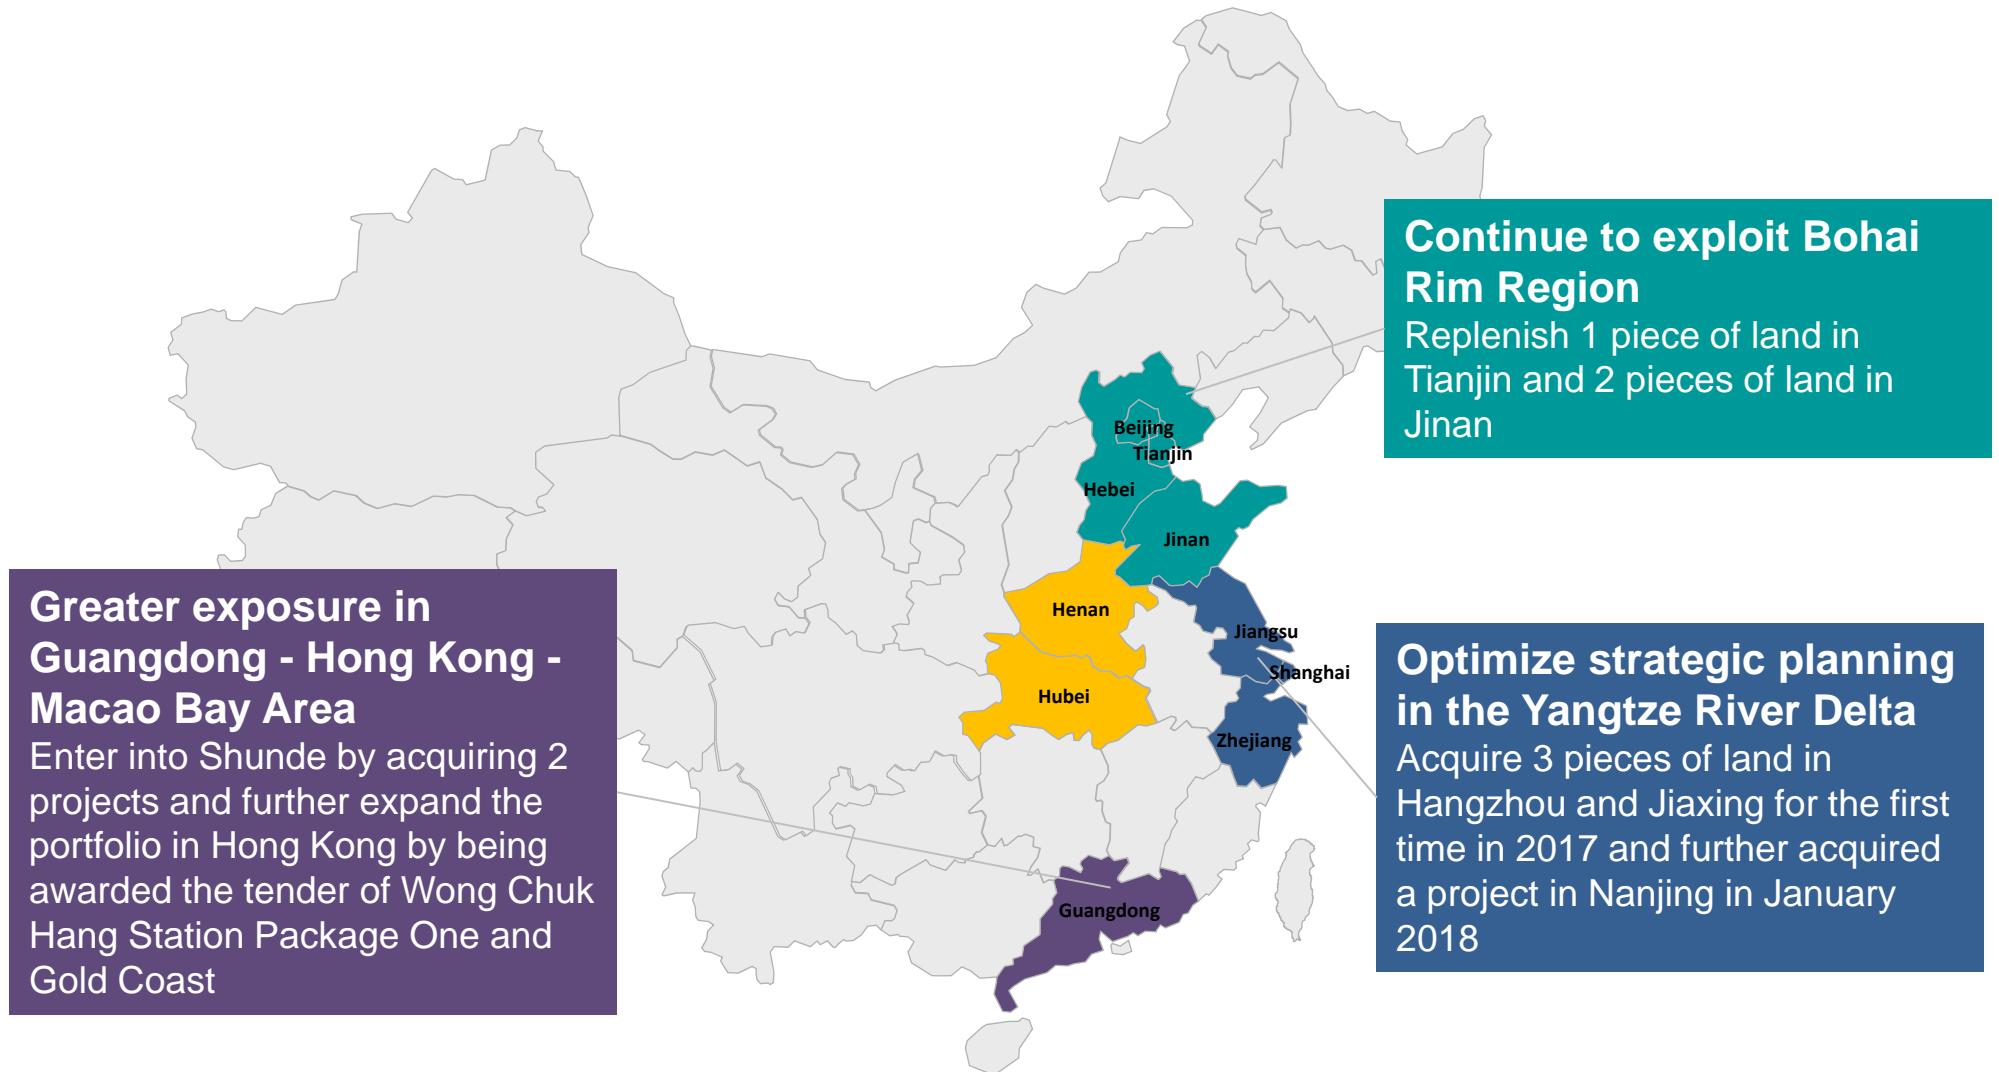 Continue to exploit Bohai
Rim Region
Replenish 1 piece of land in
Tianjin and 2 pieces of land in
Jinan
Beijing
Tianjin
Hebei
Jinan
Henan
Hubei
Jiangsu
Shanghai
Zhejiang
Guangdong
Greater exposure in
Guangdong - Hong Kong -
Macao Bay Area
Enter into Shunde by acquiring 2
projects and further expand the
portfolio in Hong Kong by being
awarded the tender of Wong Chuk
Hang Station Package One and
Gold Coast
Optimize strategic planning
in the Yangtze River Delta
Acquire 3 pieces of land in
Hangzhou and Jiaxing for the first
time in 2017 and further acquired
a project in Nanjing in January
2018